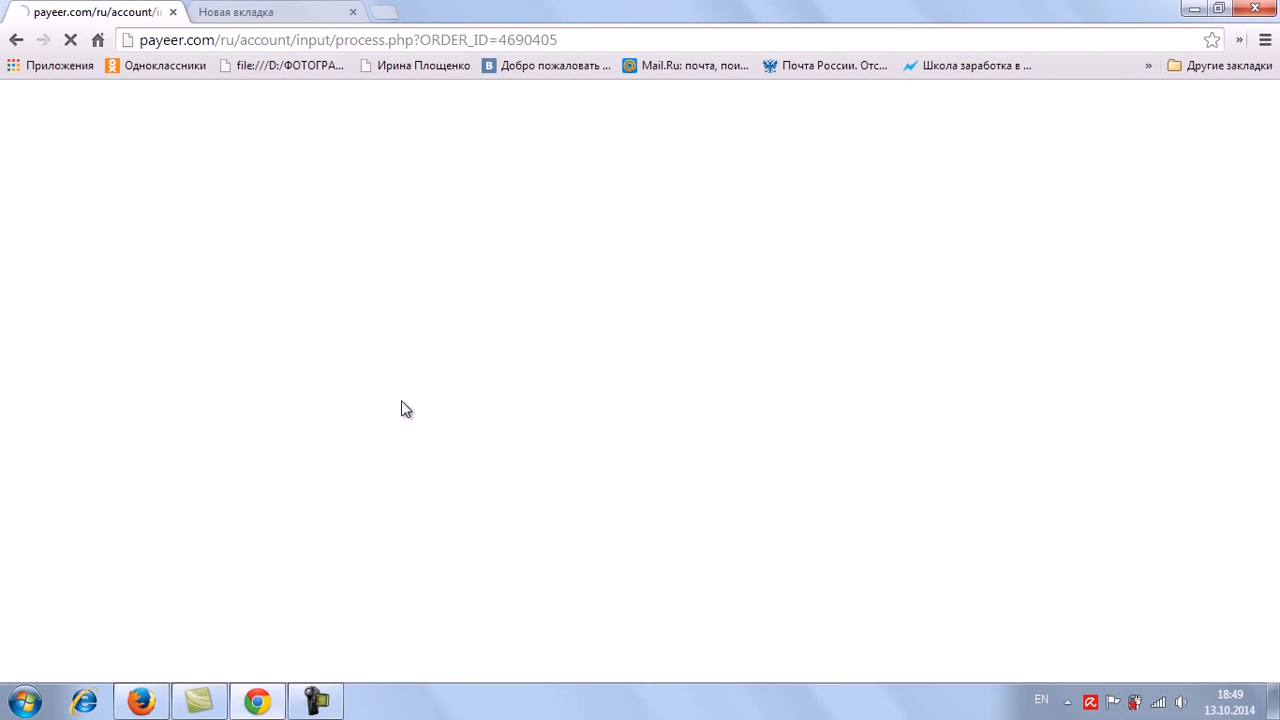 payeer.com/ru/account/i
Новая вкладка
payeer.com/ru/account/input/process.php?ORDER_ID=4690405
»
Приложения
Одноклассники
file:///D:/ФОТОГРА...
Ирина Площенко
Добро пожаловать ...
Mail.Ru: почта, пои...
Почта России. Отс...
Школа заработка в ...
»
Другие закладки
EN
18:49
13.10.2014